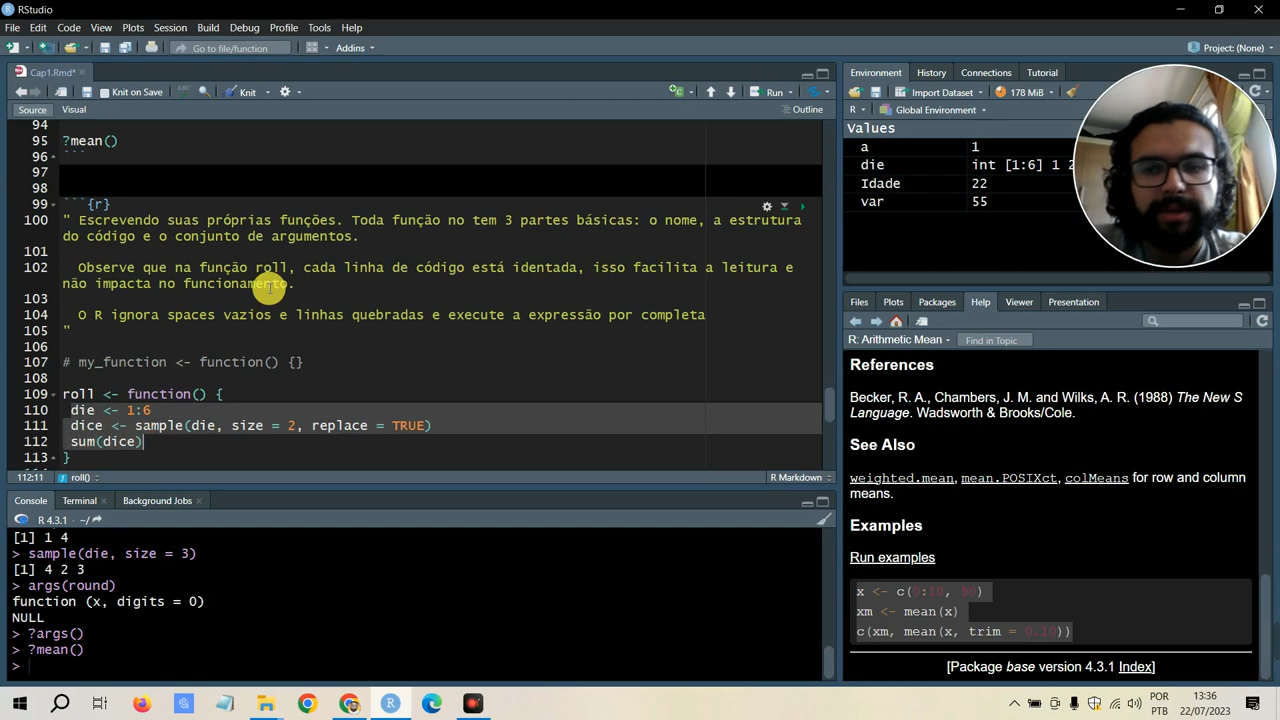 RStudio
File Edit Code View Plots Session Build Debug Profile Tools Help
Go to file/function Addins Project: (None)
Cap1.Rmd*
Knit on Save ABC Knit Run
Source Visual Outline
94
95 ?mean()
96 ```
97
98
99 ```{r}
100 " Escrevendo suas próprias funções. Toda função no tem 3 partes básicas: o nome, a estrutura
do código e o conjunto de argumentos.
101
102 Observe que na função roll, cada linha de código está identada, isso facilita a leitura e
não impacta no funcionamento.
103
104 O R ignora spaces vazios e linhas quebradas e execute a expressão por completa
105 "
106
107 # my_function <- function() {}
108
109 roll <- function() {
110 die <- 1:6
111 dice <- sample(die, size = 2, replace = TRUE)
112 sum(dice)
113 }
112:11 roll() R Markdown
Console Terminal Background Jobs
R 4.3.1 · ~/
[1] 1 4
> sample(die, size = 3)
[1] 4 2 3
> args(round)
function (x, digits = 0)
NULL
> ?args()
> ?mean()
>
Environment History Connections Tutorial
Import Dataset 178 MiB
R Global Environment
Values
a 1
die int [1:6] 1 2
Idade 22
var 55
Files Plots Packages Help Viewer Presentation
R: Arithmetic Mean Find in Topic
References
Becker, R. A., Chambers, J. M. and Wilks, A. R. (1988) The New S
Language. Wadsworth & Brooks/Cole.
See Also
weighted.mean, mean.POSIXct, colMeans for row and column
means.
Examples
Run examples
x <- c(0:10, 50)
xm <- mean(x)
c(xm, mean(x, trim = 0.10))
[Package base version 4.3.1 Index]
POR
PTB
13:36
22/07/2023